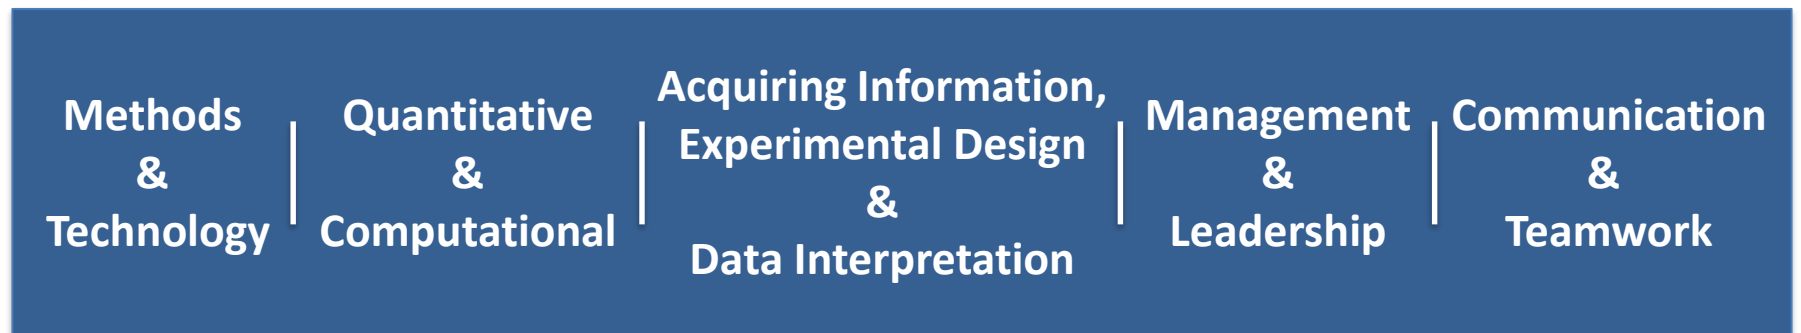 Methods
&
Technology
Quantitative
&
Computational
Acquiring Information,
Experimental Design
&
Data Interpretation
Management
&
Leadership
Communication
&
Teamwork